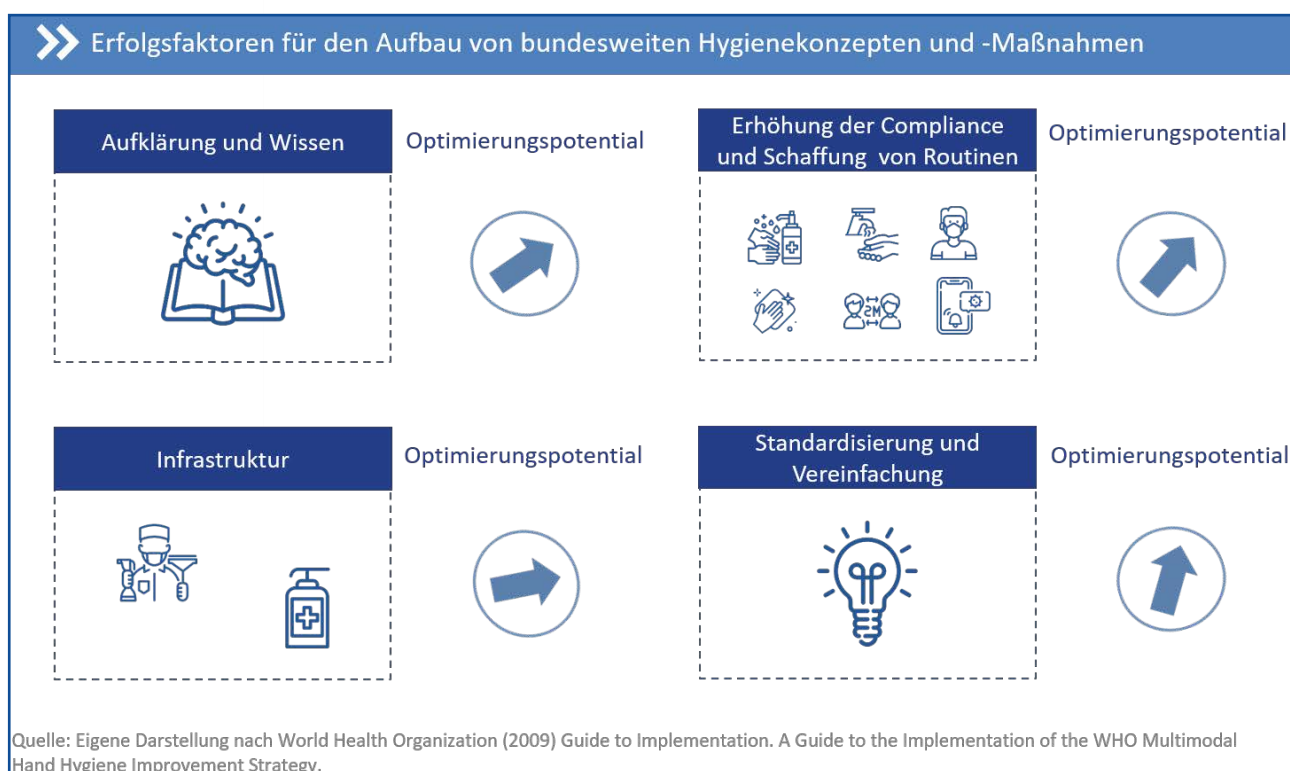 Erfolgsfaktoren für den Aufbau von bundesweiten Hygienekonzepten und -Maßnahmen
Aufklärung und Wissen
Optimierungspotential
Erhöhung der Compliance
und Schaffung von Routinen
Optimierungspotential
2M
Infrastruktur
Optimierungspotential
Standardisierung und
Vereinfachung
Optimierungspotential
Quelle: Eigene Darstellung nach World Health Organization (2009) Guide to Implementation. A Guide to the Implementation of the WHO Multimodal
Hand Hygiene Improvement Strategy.